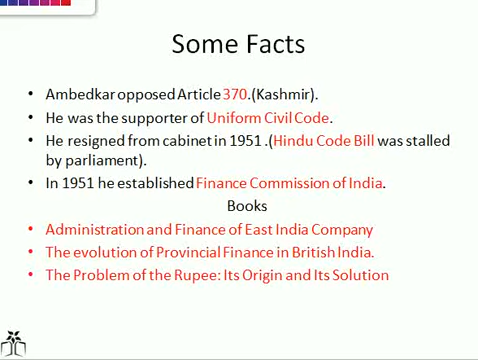 Some Facts
• Ambedkar opposed Article 370.(Kashmir).
• He was the supporter of Uniform Civil Code.
• He resigned from cabinet in 1951 .(Hindu Code Bill was stalled
by parliament).
• In 1951 he established Finance Commission of India.
Books
• Administration and Finance of East India Company
• The evolution of Provincial Finance in British India.
• The Problem of the Rupee: Its Origin and Its Solution